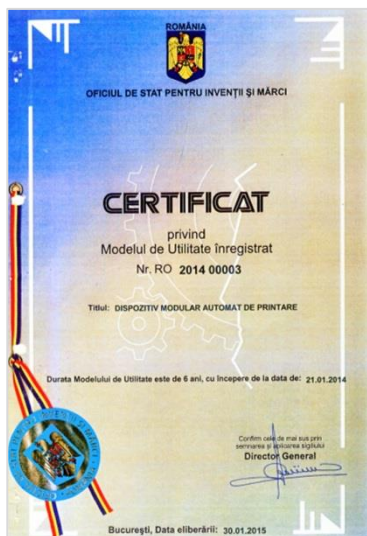 ROMÂNIA
OFICIUL DE STAT PENTRU INVENȚII ȘI MĂRCI
CERTIFICAT
privind
Modelul de Utilitate înregistrat
Nr. RO 2014 00003
Titlul: DISPOZITIV MODULAR AUTOMAT DE PRINTARE
Durata Modelului de Utilitate este de 6 ani, cu începere de la data de: 21.01.2014
Confirm cele de mai sus prin
semnarea și aplicarea sigiliului
Director General
București, Data eliberării: 30.01.2015